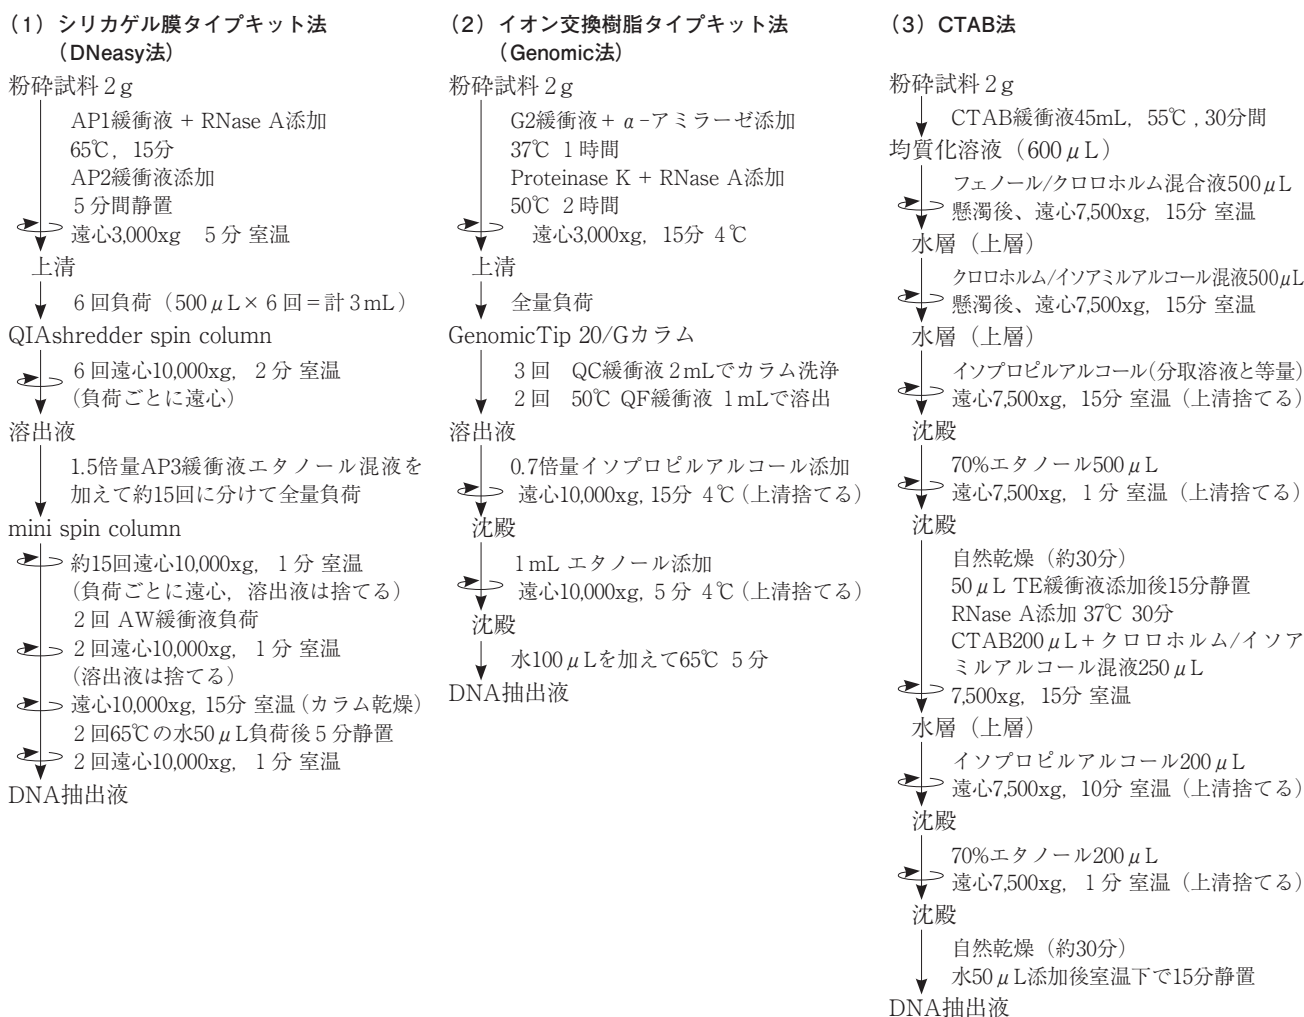 （1）シリカゲル膜タイプキット法
（DNeasy法）
粉砕試料２g
AP1緩衝液 + RNase A添加
65℃，15分
AP2緩衝液添加
５分間静置
遠心3,000xg　５分 室温
上清
６回負荷（500μL×６回＝計３mL）
QIAshredder spin column
６回遠心10,000xg，２分 室温
（負荷ごとに遠心）
溶出液
1.5倍量AP3緩衝液エタノール混液を
加えて約15回に分けて全量負荷
mini spin column
約15回遠心10,000xg，１分 室温
（負荷ごとに遠心，溶出液は捨てる）
２回 AW緩衝液負荷
２回遠心10,000xg，１分 室温
（溶出液は捨てる）
遠心10,000xg, 15分 室温（カラム乾燥）
２回65℃の水50μL負荷後５分静置
２回遠心10,000xg，１分 室温
DNA抽出液
（2）イオン交換樹脂タイプキット法
（Genomic法）
粉砕試料２g
G2緩衝液+ α-アミラーゼ添加
37℃ １時間
Proteinase K + RNase A添加
50℃ ２時間
遠心3,000xg，15分 ４℃
上清
全量負荷
GenomicTip 20/Gカラム
３回　QC緩衝液２mLでカラム洗浄
２回　50℃ QF緩衝液 １mLで溶出
溶出液
0.7倍量イソプロピルアルコール添加
遠心10,000xg, 15分 ４℃（上清捨てる）
沈殿
１mL エタノール添加
遠心10,000xg, ５分 ４℃（上清捨てる）
沈殿
水100μLを加えて65℃ ５分
DNA抽出液
（3）CTAB法
粉砕試料２g
CTAB緩衝液45mL，55℃ , 30分間
均質化溶液（600μL）
フェノール/クロロホルム混合液500μL
懸濁後、遠心7,500xg，15分 室温
水層（上層）
クロロホルム/イソアミルアルコール混液500μL
懸濁後、遠心7,500xg，15分 室温
水層（上層）
イソプロピルアルコール（分取溶液と等量）
遠心7,500xg，15分 室温（上清捨てる）
沈殿
70%エタノール500μL
遠心7,500xg，１分 室温（上清捨てる）
沈殿
自然乾燥（約30分）
50μL TE緩衝液添加後15分静置
RNase A添加 37℃ 30分
CTAB200μL+クロロホルム/イソア
ミルアルコール混液250μL
7,500xg，15分 室温
水層（上層）
イソプロピルアルコール200μL
遠心7,500xg，10分 室温（上清捨てる）
沈殿
70%エタノール200μL
遠心7,500xg，１分 室温（上清捨てる）
沈殿
自然乾燥（約30分）
水50μL添加後室温下で15分静置
DNA抽出液